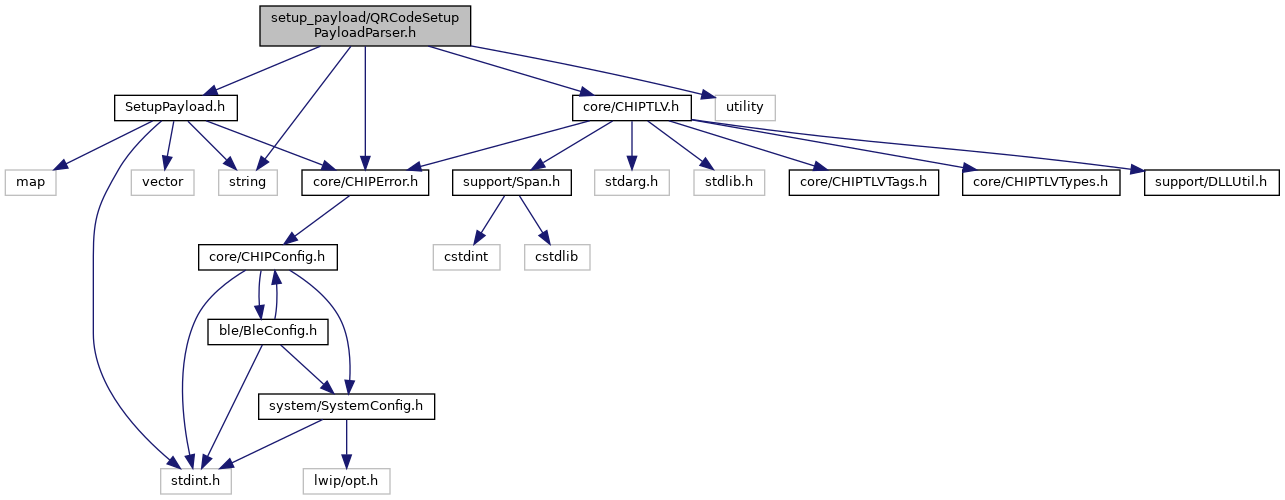 setup_payload/QRCodeSetup
PayloadParser.h
SetupPayload.h
core/CHIPTLV.h
utility
map
vector
string
core/CHIPError.h
support/Span.h
stdarg.h
stdlib.h
core/CHIPTLVTags.h
core/CHIPTLVTypes.h
support/DLLUtil.h
core/CHIPConfig.h
cstdint
cstdlib
ble/BleConfig.h
system/SystemConfig.h
stdint.h
lwip/opt.h